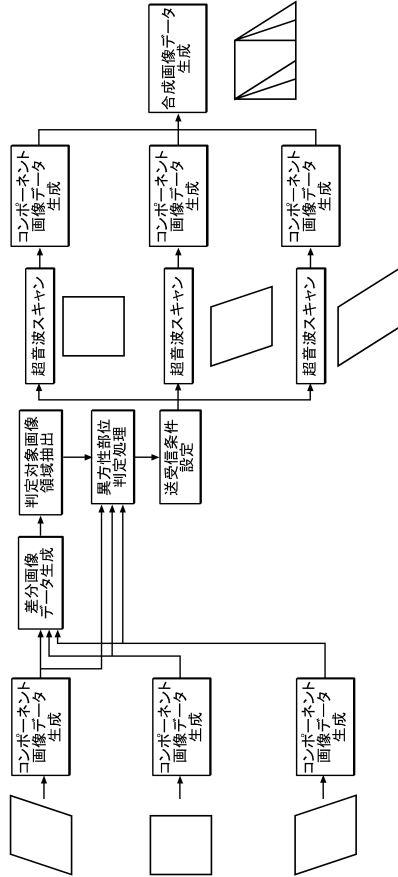 コンポーネント
画像データ
生成
差分画像
データ生成
判定対象画像
領域抽出
超音波スキャン
コンポーネント
画像データ
生成
コンポーネント
画像データ
生成
異方性部位
判定処理
送受信条件
設定
超音波スキャン
コンポーネント
画像データ
生成
合成画像データ
生成
コンポーネント
画像データ
生成
超音波スキャン
コンポーネント
画像データ
生成